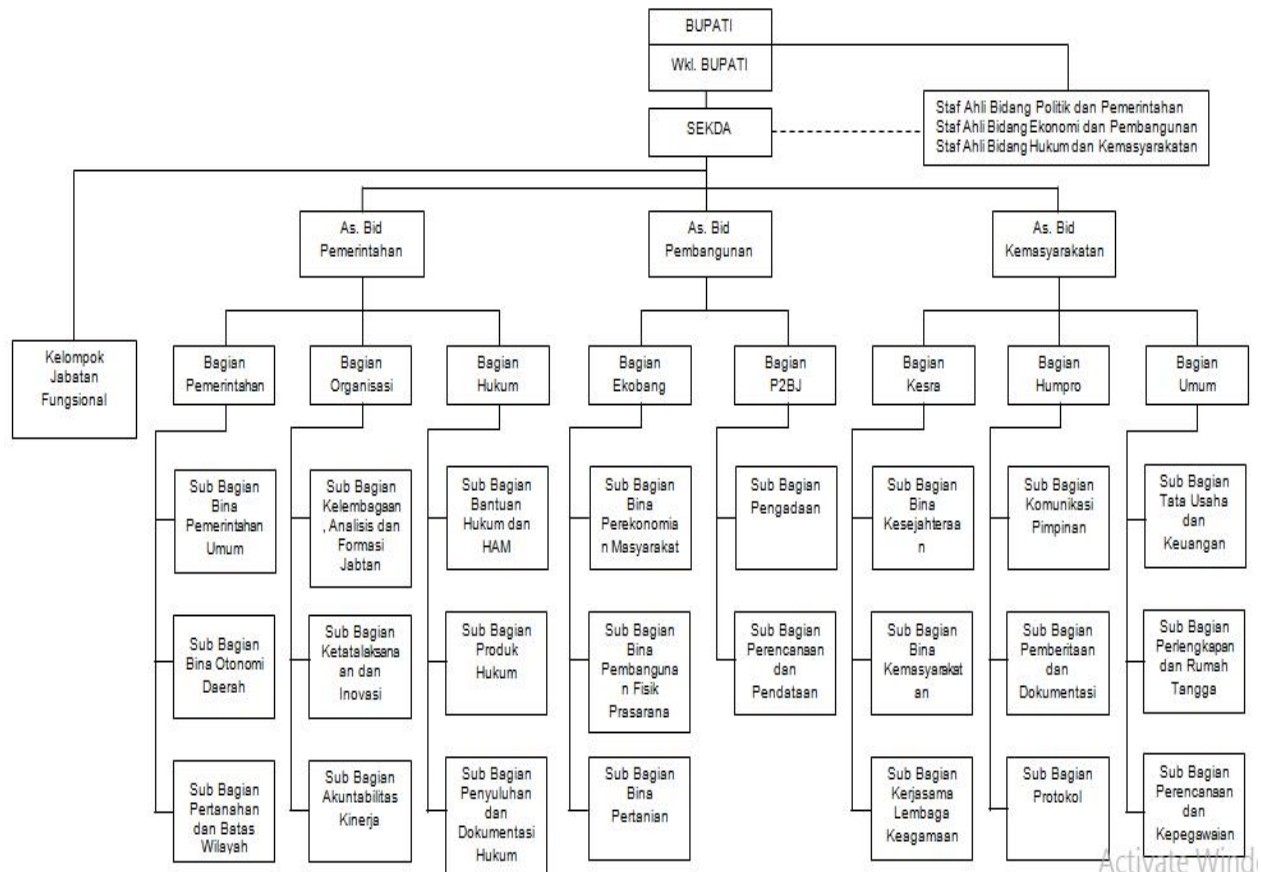 BUPATI
Wkl. BUPATI
SEKDA
Staf Ahli Bidang Politik dan Pemerintahan
Staf Ahli Bidang Ekonomi dan Pembangunan
Staf Ahli Bidang Hukum dan Kemasyarakatan
As. Bid
Pemerintahan
As. Bid
Pembangunan
As. Bid
Kemasyarakatan
Kelompok
Jabatan
Fungsional
Bagian
Pemerintahan
Bagian
Organisasi
Bagian
Hukum
Bagian
Ekobang
Bagian
P2BJ
Bagian
Kesra
Bagian
Humpro
Bagian
Umum
Sub Bagian
Bina
Pemerintahan
Umum
Sub Bagian
Kelembagaan
, Analisis dan
Formasi
Jabtan
Sub Bagian
Bantuan
Hukum dan
HAM
Sub Bagian
Bina
Perekonomia
n Masyarakat
Sub Bagian
Pengadaan
Sub Bagian
Bina
Kesejahteraa
n
Sub Bagian
Komunikasi
Pimpinan
Sub Bagian
Tata Usaha
dan
Keuangan
Sub Bagian
Bina Otonomi
Daerah
Sub Bagian
Ketatalaksana
an dan
Inovasi
Sub Bagian
Produk
Hukum
Sub Bagian
Bina
Pembanguna
n Fisik
Prasarana
Sub Bagian
Perencanaan
dan
Pendataan
Sub Bagian
Bina
Kemasyarakat
an
Sub Bagian
Pemberitaan
dan
Dokumentasi
Sub Bagian
Perlengkapan
dan Rumah
Tangga
Sub Bagian
Pertanahan
dan Batas
Wilayah
Sub Bagian
Akuntabilitas
Kinerja
Sub Bagian
Penyuluhan
dan
Dokumentasi
Hukum
Sub Bagian
Bina
Pertanian
Sub Bagian
Kerjasama
Lembaga
Keagamaan
Sub Bagian
Protokol
Sub Bagian
Perencanaan
dan
Kepegawaian
Activate Wind